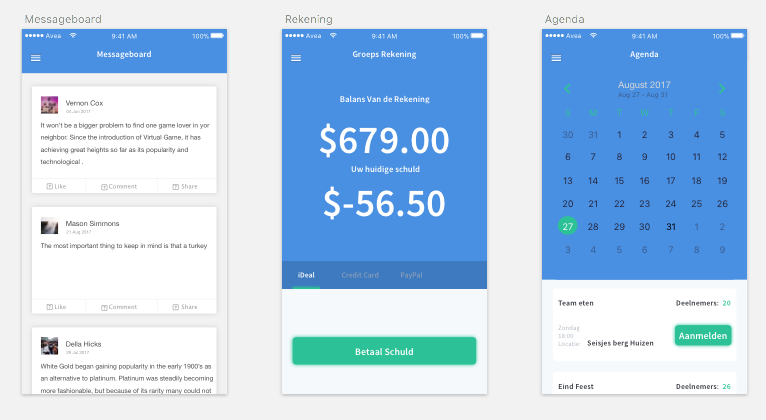 Messageboard
Avea 9:41 AM 100%
Messageboard
Vernon Cox
04 Jan 2017
It won't be a bigger problem to find one game lover in yor
neighbor. Since the introduction of Virtual Game, it has
achieving great heights so far as its popularity and
technological .
Like Comment Share
Mason Simmons
21 Aug 2017
The most important thing to keep in mind is that a turkey
Like Comment Share
Della Hicks
29 Jul 2017
White Gold began gaining popularity in the early 1900's as
an alternative to platinum. Platinum was steadily becoming
more fashionable, but because of its rarity many could not
Rekening
Avea 9:41 AM 100%
Groeps Rekening
Balans Van de Rekening
$679.00
Uw huidige schuld
$-56.50
iDeal Credit Card PayPal
Betaal Schuld
Agenda
Avea 9:41 AM 100%
Agenda
August 2017
Aug 27 - Aug 31
S M T W T F S
30 31 1 2 3 4 5
6 7 8 9 10 11 12
13 14 15 16 17 18 19
20 21 22 23 24 25 26
27 28 29 30 31 1 2
3 4 5 6 7 8 9
Team eten Deelnemers: 20
Zondag
18:00
Locatie: Seisjes berg Huizen
Aanmelden
Eind Feest Deelnemers: 26